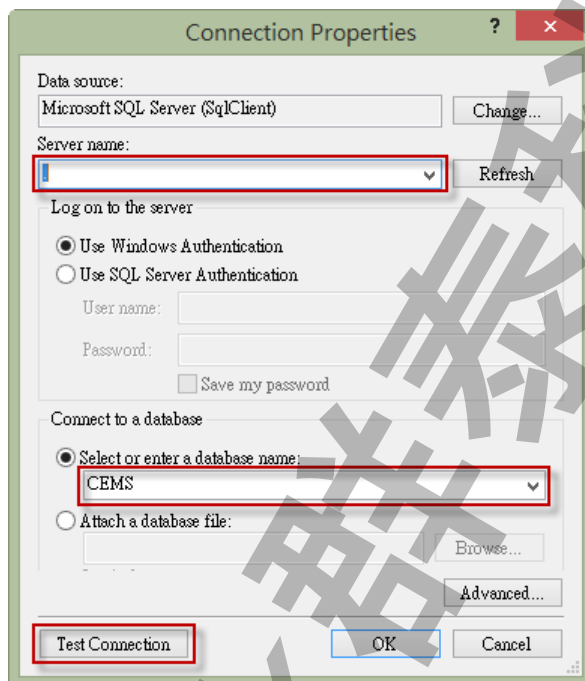 Connection Properties
?
×
Data source:
Microsoft SQL Server (SqlClient)
Change...
Server name:
.
Refresh
Log on to the server
Use Windows Authentication
Use SQL Server Authentication
User name:
Password:
Save my password
Connect to a database
Select or enter a database name:
CEMS
Attach a database file:
Browse...
Advanced...
Test Connection
OK
Cancel
群泰